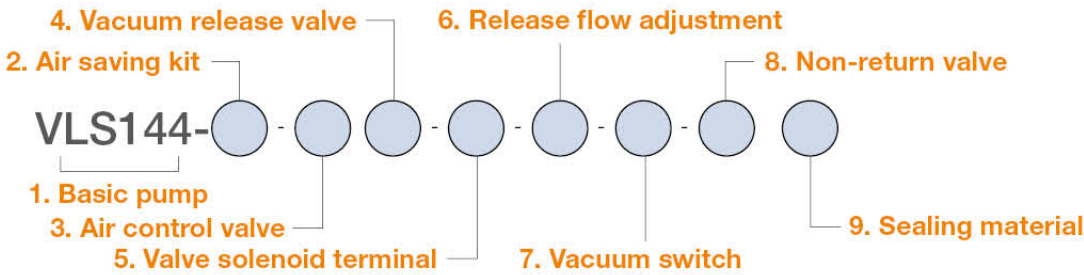 4. Vacuum release valve
6. Release flow adjustment
2. Air saving kit
8. Non-return valve
VLS144- - - - - -
1. Basic pump
3. Air control valve
9. Sealing material
5. Valve solenoid terminal
7. Vacuum switch